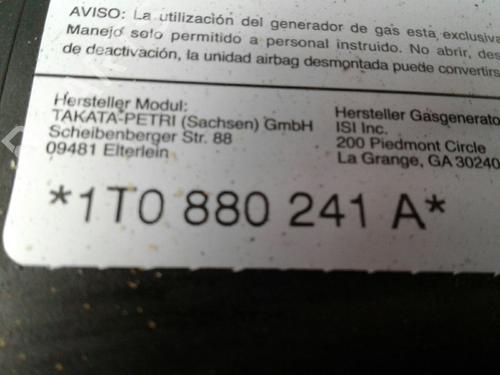 AVISO: La utilización del generador de gas esta exclusiva
Manejo solo permitido a personal instruido. No abrir, des
de deactivación, la unidad airbag desmontada puede convertirs
Hersteller Modul:
TAKATA-PETRI (Sachsen) GmbH
Scheibenberger Str. 88
09481 Elterlein
Hersteller Gasgenerato
ISI Inc.
200 Piedmont Circle
La Grange, GA 30240
*1T0 880 241 A*